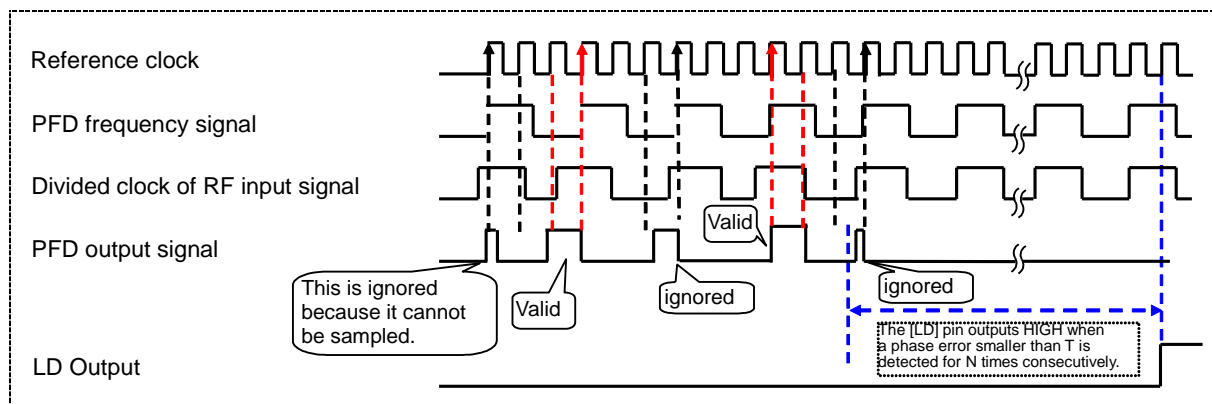 Reference clock
PFD frequency signal
Divided clock of RF input signal
PFD output signal
Valid
This is ignored
because it cannot
be sampled.
Valid
ignored
ignored
The [LD] pin outputs HIGH when
a phase error smaller than T is
detected for N times consecutively.
LD Output